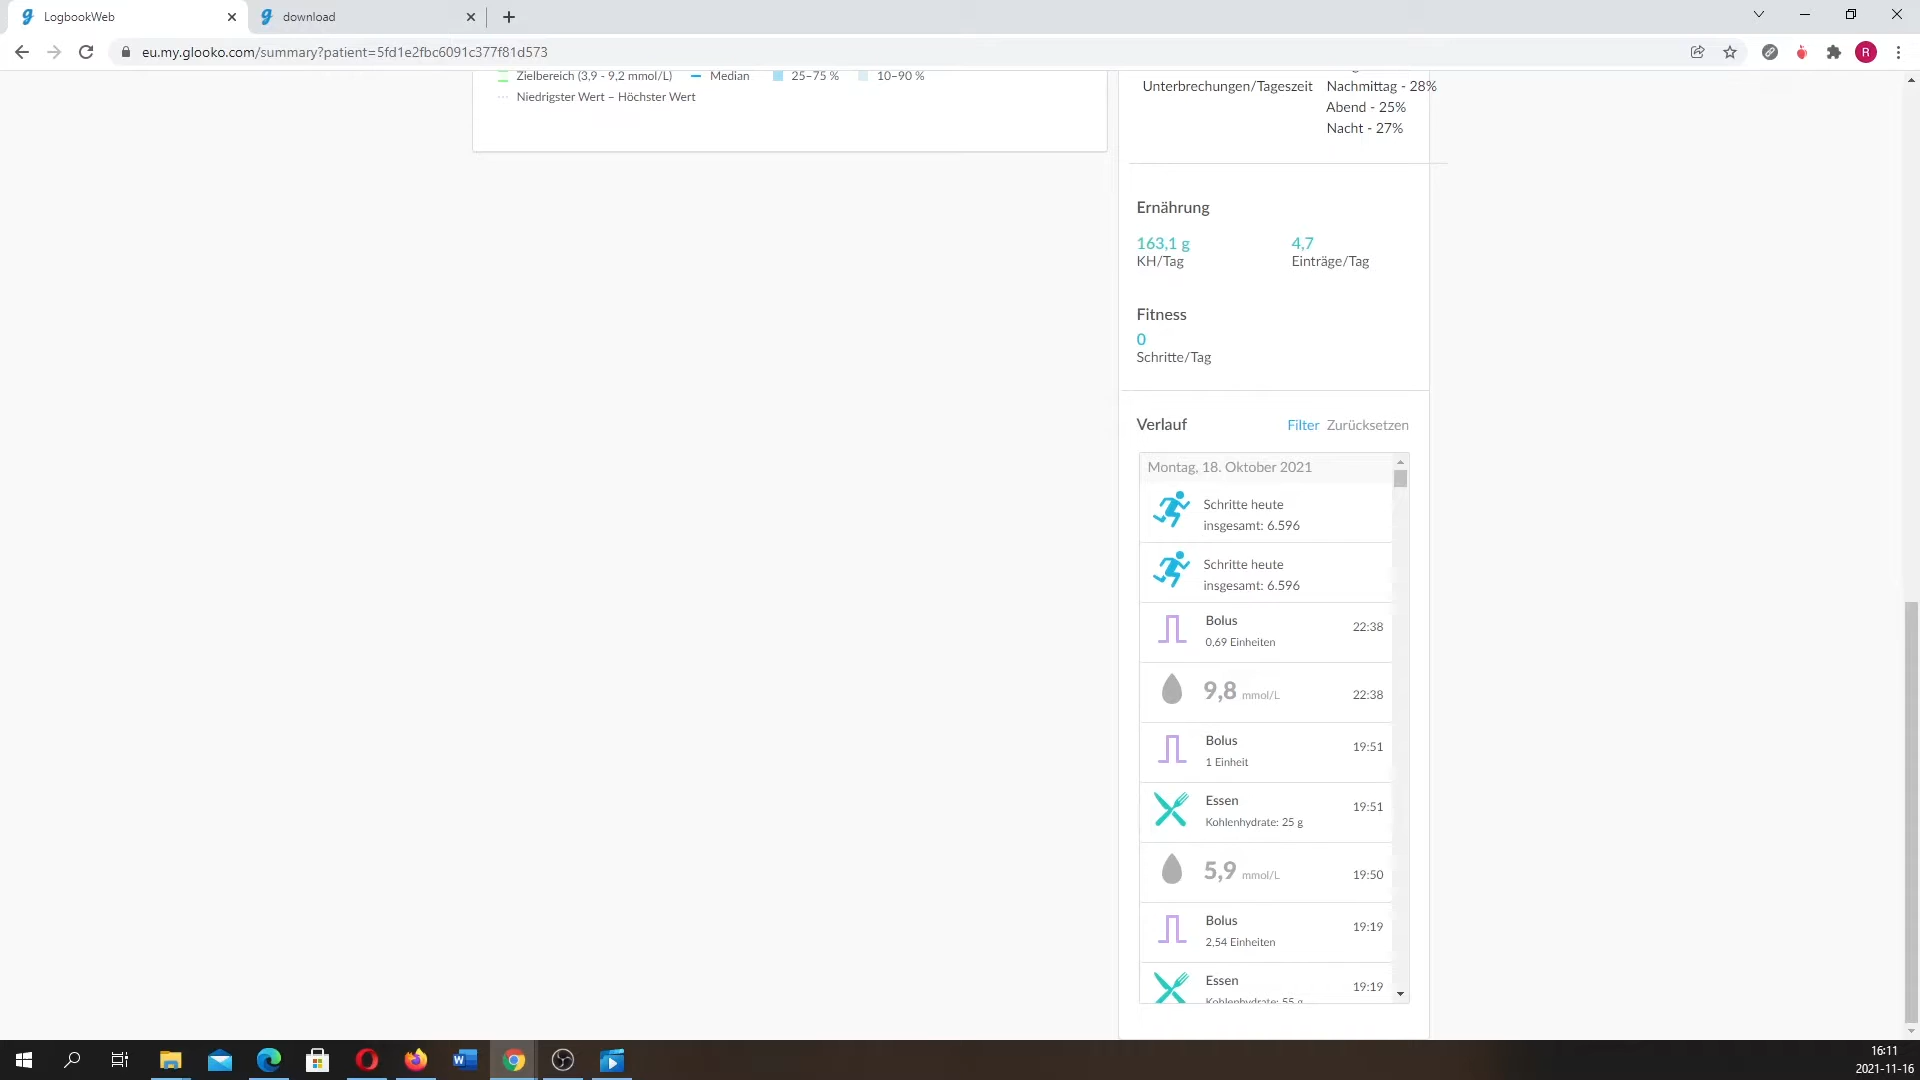 LogbookWeb
download
eu.my.glooko.com/summary?patient=5fd1e2fbc6091c377f81d573
R
Zielbereich (3,9 - 9,2 mmol/L) Median 25–75 % 10–90 %
Niedrigster Wert – Höchster Wert
Unterbrechungen/Tageszeit Nachmittag - 28%
Abend - 25%
Nacht - 27%
Ernährung
163,1 g 4,7
KH/Tag Einträge/Tag
Fitness
0
Schritte/Tag
Verlauf Filter Zurücksetzen
Montag, 18. Oktober 2021
Schritte heute
insgesamt: 6.596
Schritte heute
insgesamt: 6.596
Bolus 22:38
0,69 Einheiten
9,8 mmol/L 22:38
Bolus 19:51
1 Einheit
Essen 19:51
Kohlenhydrate: 25 g
5,9 mmol/L 19:50
Bolus 19:19
2,54 Einheiten
Essen 19:19
Kohlenhydrate: 55 g
16:11
2021-11-16